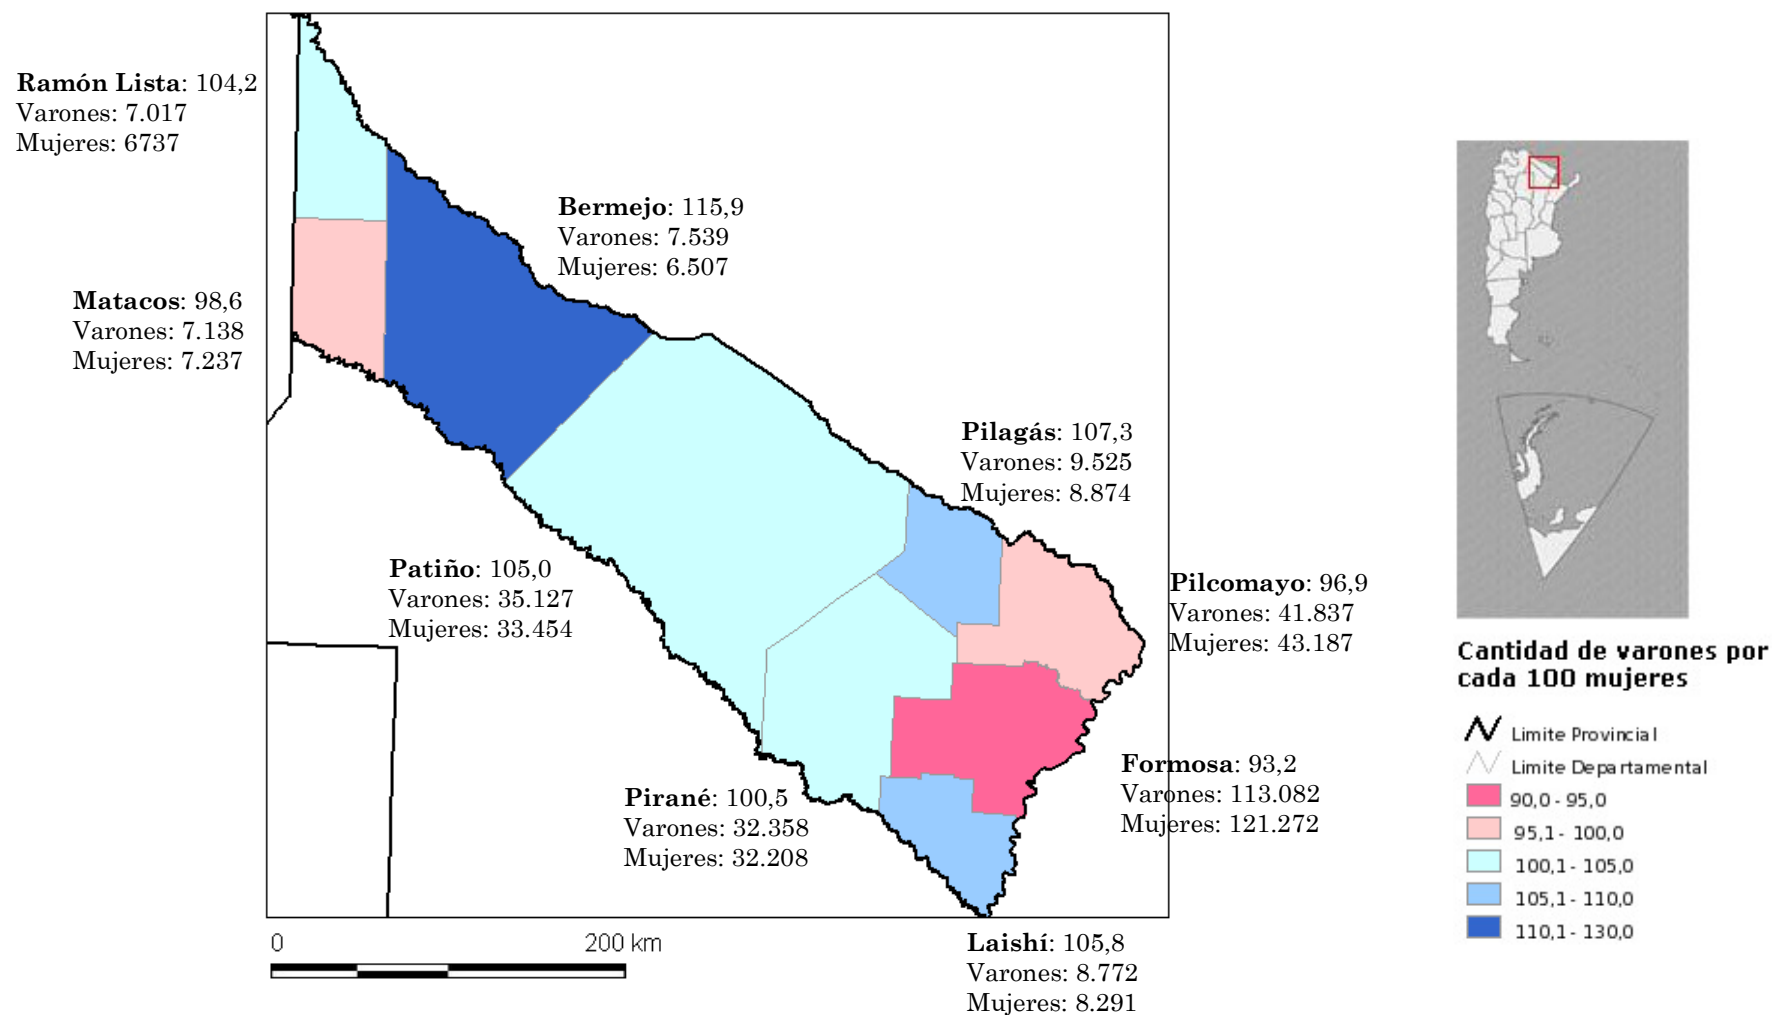 Ramón Lista: 104,2
Varones: 7.017
Mujeres: 6737
Bermejo: 115,9
Varones: 7.539
Mujeres: 6.507
Matacos: 98,6
Varones: 7.138
Mujeres: 7.237
Pilagás: 107,3
Varones: 9.525
Mujeres: 8.874
Patiño: 105,0
Varones: 35.127
Mujeres: 33.454
Pilcomayo: 96,9
Varones: 41.837
Mujeres: 43.187
Formosa: 93,2
Varones: 113.082
Mujeres: 121.272
Pirané: 100,5
Varones: 32.358
Mujeres: 32.208
Laishí: 105,8
Varones: 8.772
Mujeres: 8.291
0 200 km
Cantidad de varones por
cada 100 mujeres
Limite Provincial
Limite Departamental
90,0 - 95,0
95,1 - 100,0
100,1 - 105,0
105,1 - 110,0
110,1 - 130,0